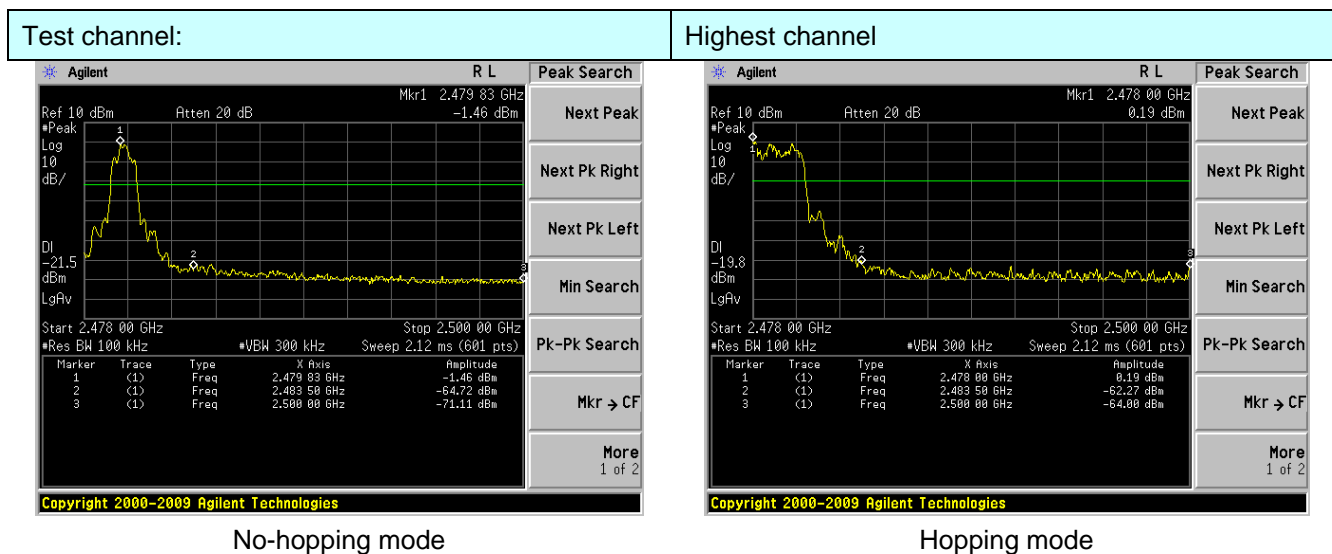 Test channel: Highest channel
Agilent R L Peak Search
Mkr1 2.479 83 GHz
Ref 10 dBm Atten 20 dB -1.46 dBm
#Peak
Log
10
dB/
1
2
3
DI
-21.5
dBm
LgAv
Start 2.478 00 GHz Stop 2.500 00 GHz
#Res BW 100 kHz #VBW 300 kHz Sweep 2.12 ms (601 pts)
Marker Trace Type X Axis Amplitude
1 (1) Freq 2.479 83 GHz -1.46 dBm
2 (1) Freq 2.483 50 GHz -64.72 dBm
3 (1) Freq 2.500 00 GHz -71.11 dBm
Next Peak
Next Pk Right
Next Pk Left
Min Search
Pk-Pk Search
Mkr → CF
More
1 of 2
Copyright 2000-2009 Agilent Technologies
No-hopping mode
Agilent R L Peak Search
Mkr1 2.478 00 GHz
Ref 10 dBm Atten 20 dB 0.19 dBm
#Peak
Log
10
dB/
1
2
3
DI
-19.8
dBm
LgAv
Start 2.478 00 GHz Stop 2.500 00 GHz
#Res BW 100 kHz #VBW 300 kHz Sweep 2.12 ms (601 pts)
Marker Trace Type X Axis Amplitude
1 (1) Freq 2.478 00 GHz 0.19 dBm
2 (1) Freq 2.483 50 GHz -62.27 dBm
3 (1) Freq 2.500 00 GHz -64.00 dBm
Next Peak
Next Pk Right
Next Pk Left
Min Search
Pk-Pk Search
Mkr → CF
More
1 of 2
Copyright 2000-2009 Agilent Technologies
Hopping mode